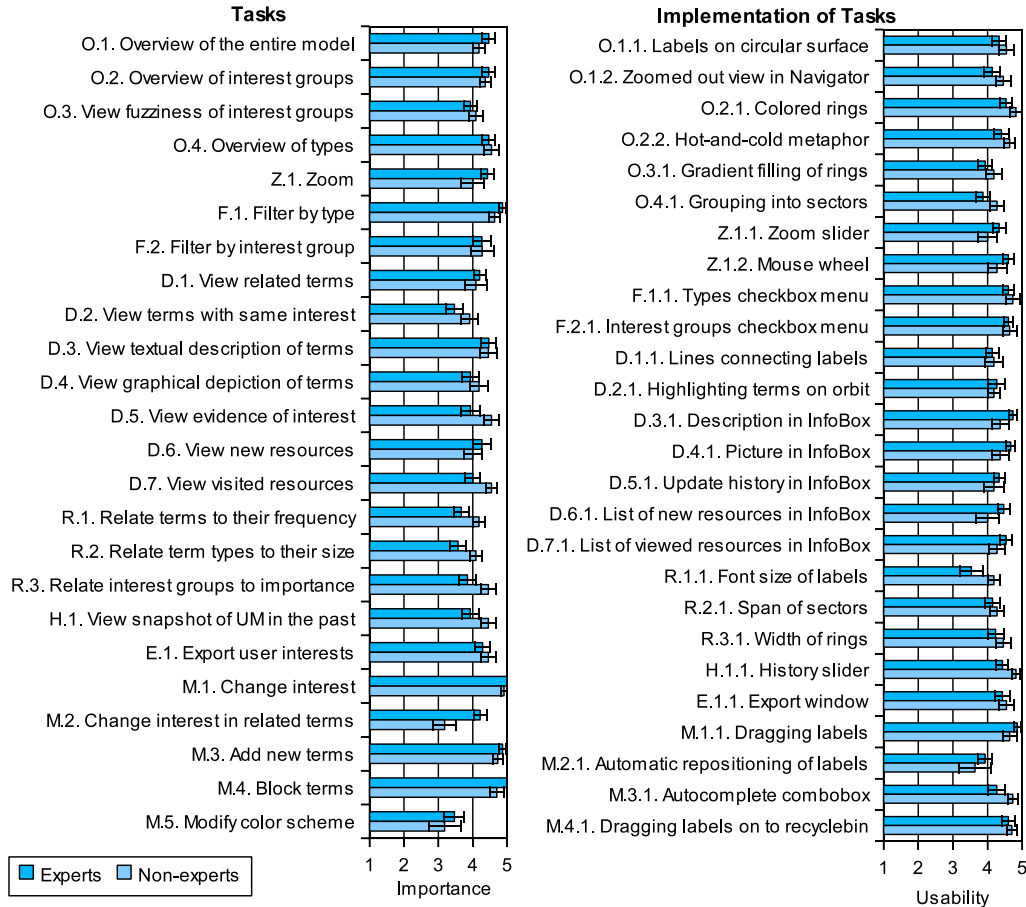 Tasks
O.1. Overview of the entire model
O.2. Overview of interest groups
O.3. View fuzziness of interest groups
O.4. Overview of types
Z.1. Zoom
F.1. Filter by type
F.2. Filter by interest group
D.1. View related terms
D.2. View terms with same interest
D.3. View textual description of terms
D.4. View graphical depiction of terms
D.5. View evidence of interest
D.6. View new resources
D.7. View visited resources
R.1. Relate terms to their frequency
R.2. Relate term types to their size
R.3. Relate interest groups to importance
H.1. View snapshot of UM in the past
E.1. Export user interests
M.1. Change interest
M.2. Change interest in related terms
M.3. Add new terms
M.4. Block terms
M.5. Modify color scheme
1 2 3 4 5
Importance
Experts Non-experts
Implementation of Tasks
O.1.1. Labels on circular surface
O.1.2. Zoomed out view in Navigator
O.2.1. Colored rings
O.2.2. Hot-and-cold metaphor
O.3.1. Gradient filling of rings
O.4.1. Grouping into sectors
Z.1.1. Zoom slider
Z.1.2. Mouse wheel
F.1.1. Types checkbox menu
F.2.1. Interest groups checkbox menu
D.1.1. Lines connecting labels
D.2.1. Highlighting terms on orbit
D.3.1. Description in InfoBox
D.4.1. Picture in InfoBox
D.5.1. Update history in InfoBox
D.6.1. List of new resources in InfoBox
D.7.1. List of viewed resources in InfoBox
R.1.1. Font size of labels
R.2.1. Span of sectors
R.3.1. Width of rings
H.1.1. History slider
E.1.1. Export window
M.1.1. Dragging labels
M.2.1. Automatic repositioning of labels
M.3.1. Autocomplete combobox
M.4.1. Dragging labels on to recyclebin
1 2 3 4 5
Usability